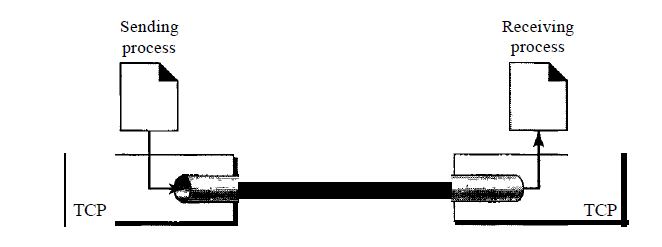 Sending
process
Receiving
process
TCP
TCP